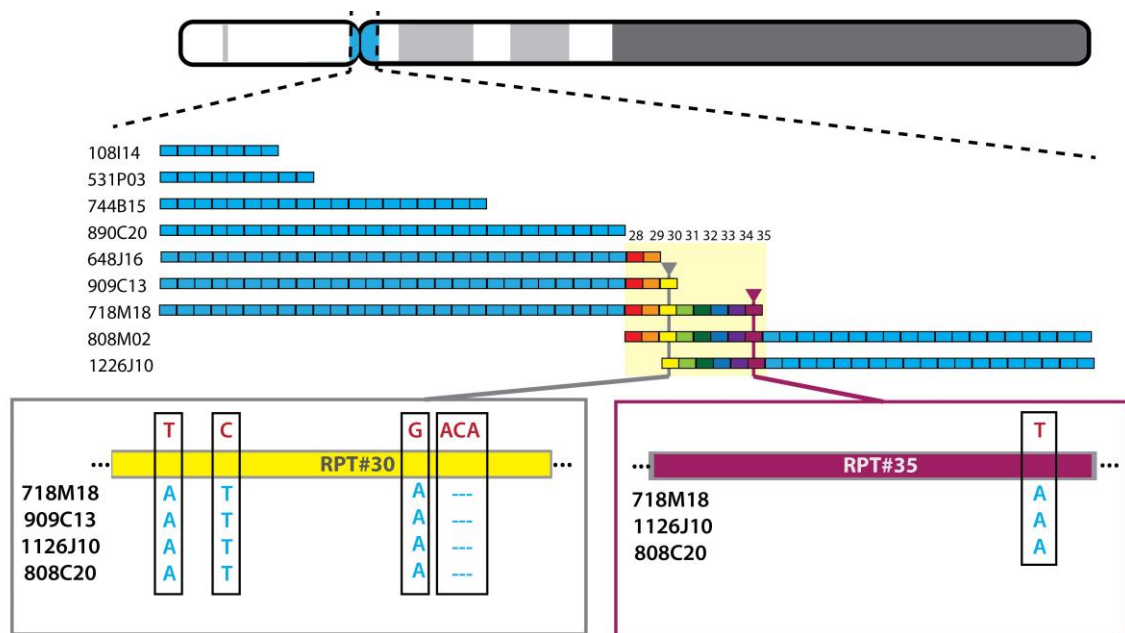 108I14
531P03
744B15
890C20
28 29 30 31 32 33 34 35
648J16
909C13
718M18
808M02
1226J10
T C G ACA
... RPT#30 ...
718M18 A T A ---
909C13 A T A ---
1126J10 A T A ---
808C20 A T A ---
T
... RPT#35 ...
718M18 A
1126J10 A
808C20 A